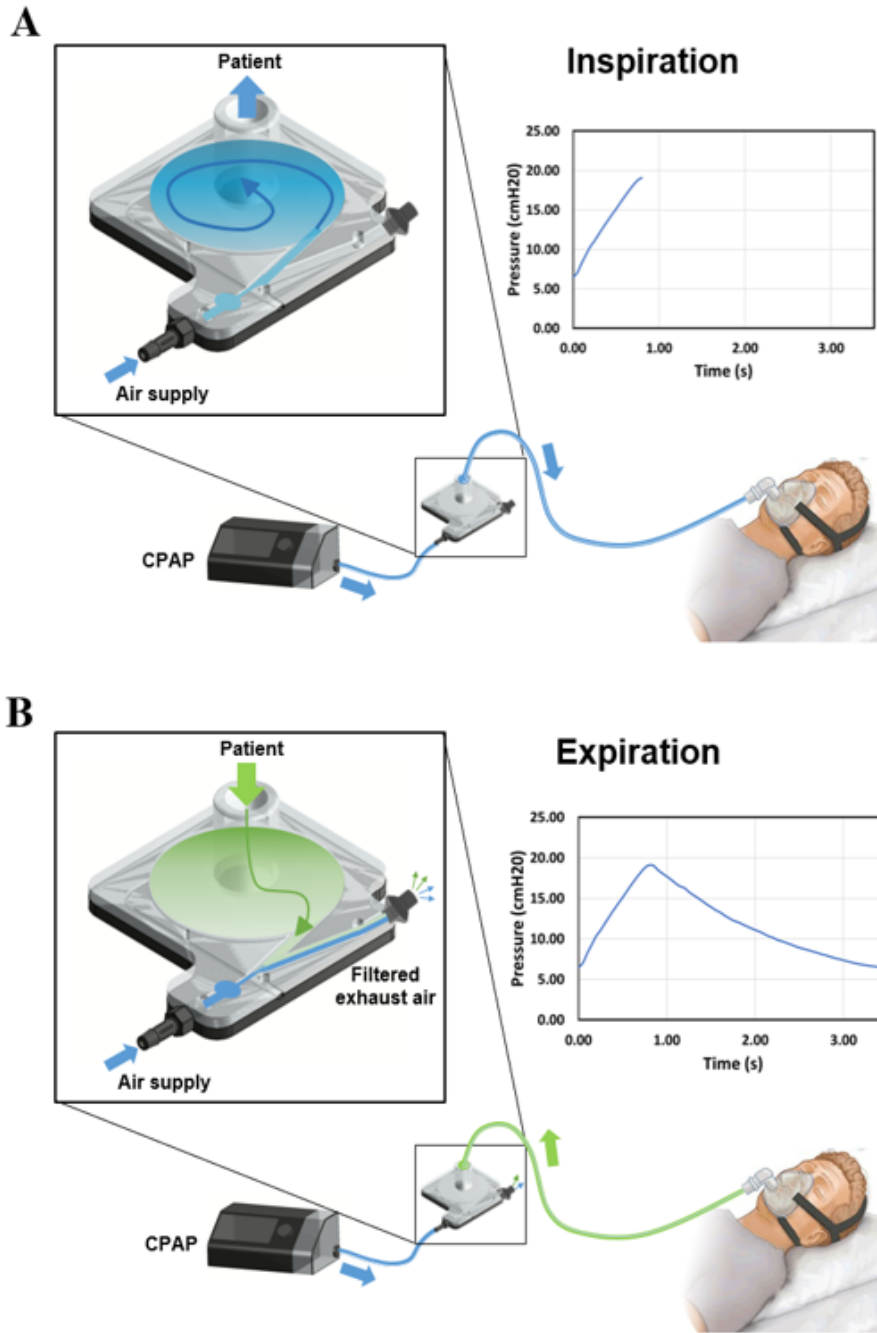 A
Patient
Inspiration
25.00
20.00
15.00
10.00
5.00
0.00
Pressure (cmH20)
0.00 1.00 2.00 3.00
Time (s)
Air supply
CPAP
B
Patient
Expiration
25.00
20.00
15.00
10.00
5.00
0.00
Pressure (cmH20)
0.00 1.00 2.00 3.00
Time (s)
Filtered
exhaust air
Air supply
CPAP